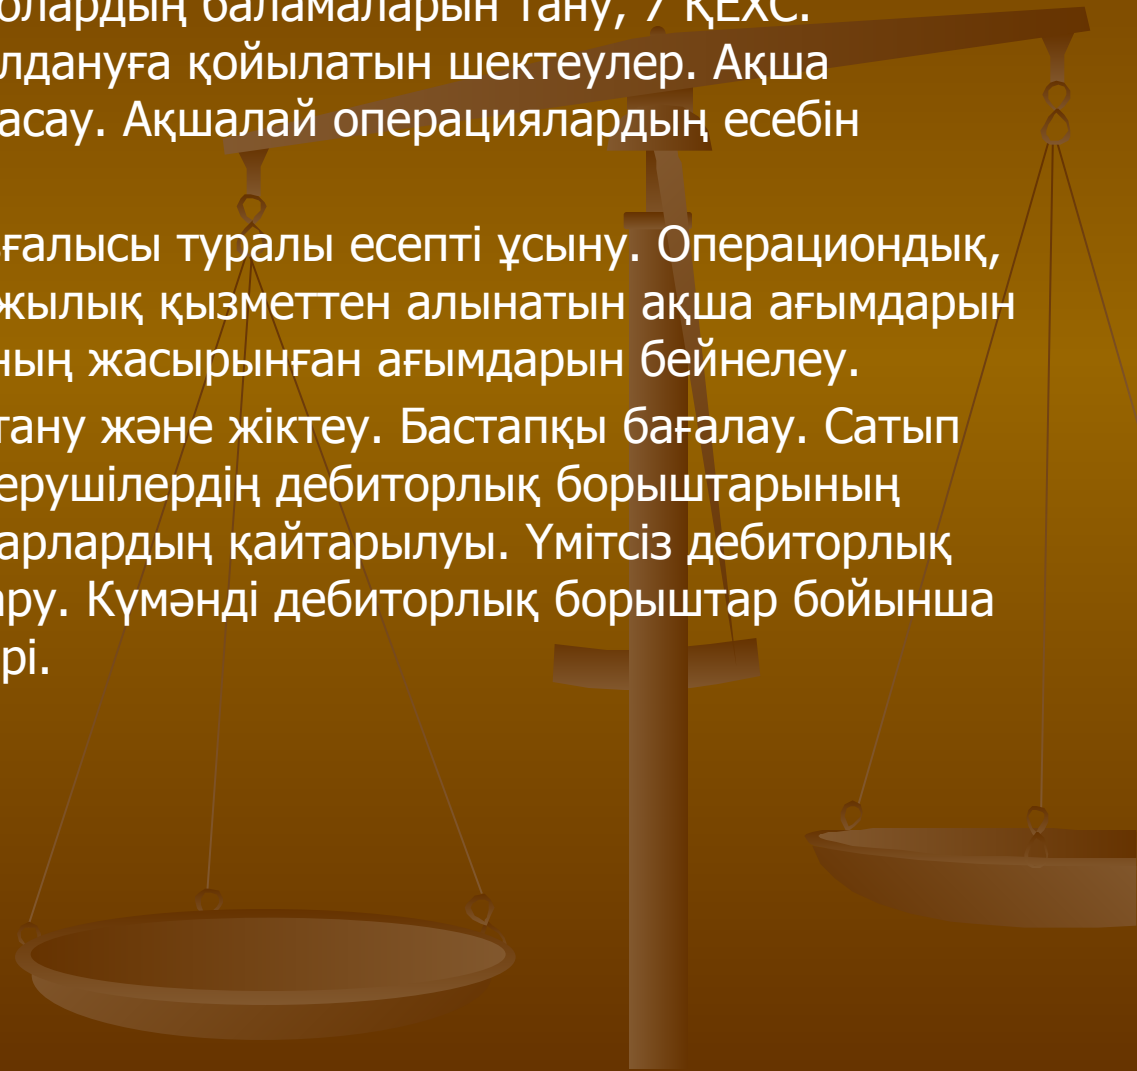 олардың баламаларын тану, 7 ҚЕХС.
лдануға қойылатын шектеулер. Ақша
асау. Ақшалай операциялардың есебін
ғалысы туралы есепті ұсыну. Операциондық,
жылық қызметтен алынатын ақша ағымдарын
ның жасырынған ағымдарын бейнелеу.
тану және жіктеу. Бастапқы бағалау. Сатып
ерушілердің дебиторлық борыштарының
арлардың қайтарылуы. Үмітсіз дебиторлық
ару. Күмәнді дебиторлық борыштар бойынша
рі.